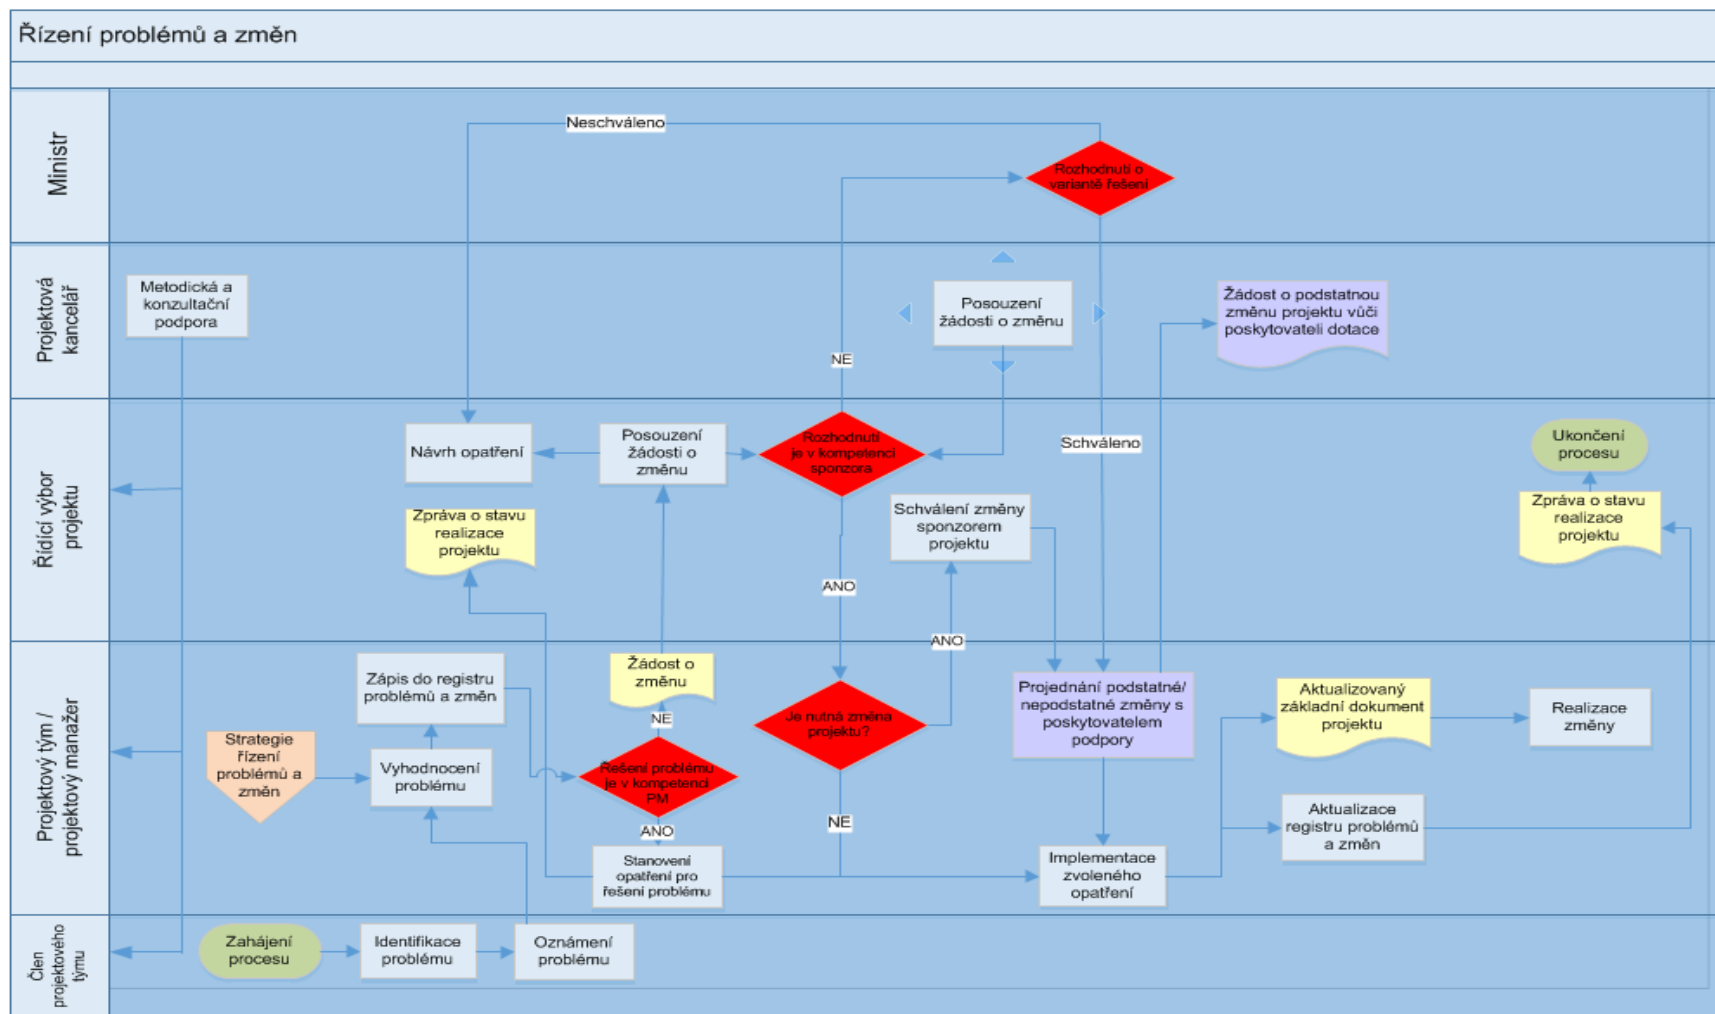 Řízení problémů a změn
Ministr
Neschváleno
Rozhodnutí o
variantě řešení
Projektová
kancelář
Metodická a
konzultační
podpora
NE
Posouzení
žádosti o změnu
Žádost o podstatnou
změnu projektu vůči
poskytovateli dotace
Řídící výbor
projektu
Návrh opatření
Posouzení
žádosti o
změnu
Rozhodnutí
je v kompetenci
sponzora
Schváleno
Ukončení
procesu
Zpráva o stavu
realizace
projektu
Schválení změny
sponzorem
projektu
Zpráva o stavu
realizace
projektu
ANO
ANO
Projektový tým /
projektový manažer
Zápis do registru
problémů a změn
Žádost o
změnu
NE
Je nutná změna
projektu?
Projednání podstatné/
nepodstatné změny s
poskytovatelem
podpory
Aktualizovaný
základní dokument
projektu
Realizace
změny
Strategie
řízení
problémů a
změn
Vyhodnocení
problému
Řešení problému
je v kompetenci
PM
ANO
NE
Aktualizace
registru problémů
a změn
Stanovení
opatření pro
řešení problému
Implementace
zvoleného
opatření
Člen
projektového
týmu
Zahájení
procesu
Identifikace
problému
Oznámení
problému